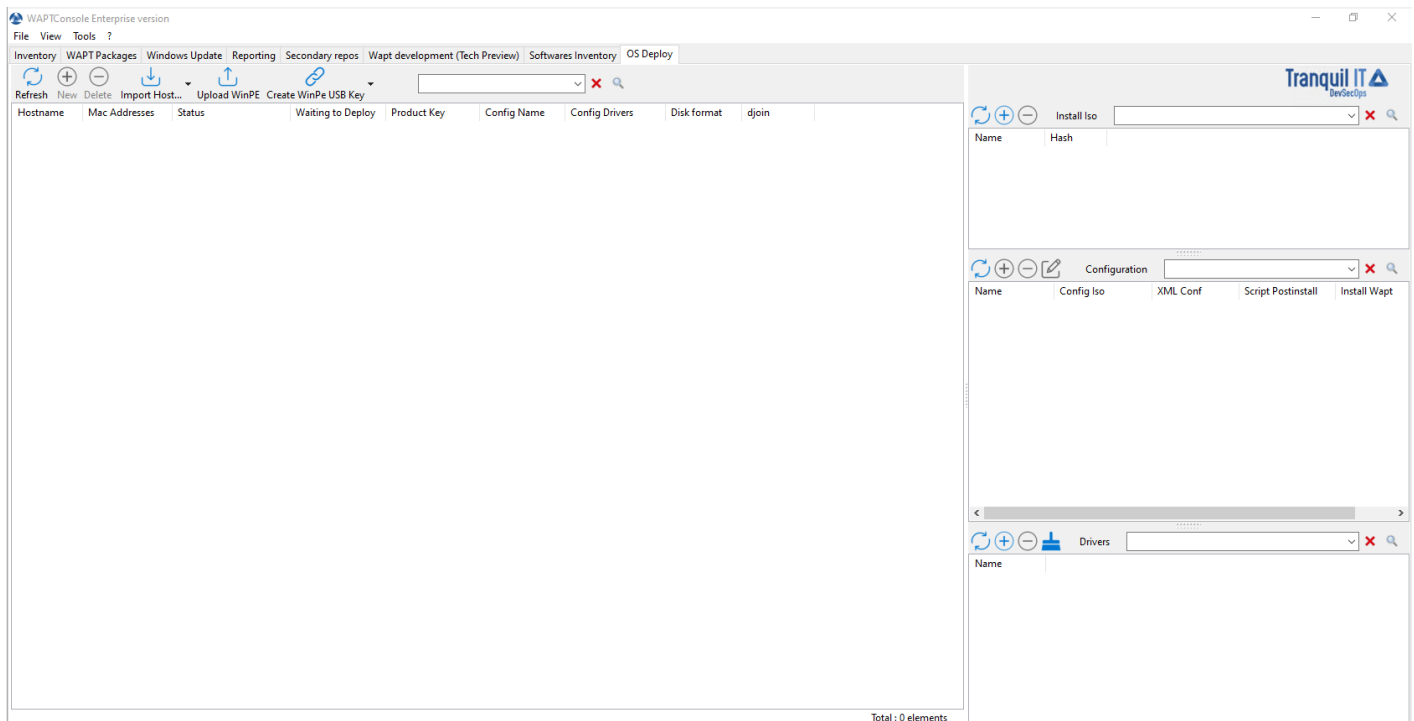 WAPTConsole Enterprise version
File View Tools ?
Inventory WAPT Packages Windows Update Reporting Secondary repos Wapt development (Tech Preview) Softwares Inventory OS Deploy
Refresh New Delete Import Host... Upload WinPE Create WinPe USB Key
Hostname Mac Addresses Status Waiting to Deploy Product Key Config Name Config Drivers Disk format djoin
Total : 0 elements
Tranquil IT
DevSecOps
Install Iso
Name Hash
Configuration
Name Config Iso XML Conf Script Postinstall Install Wapt
Drivers
Name